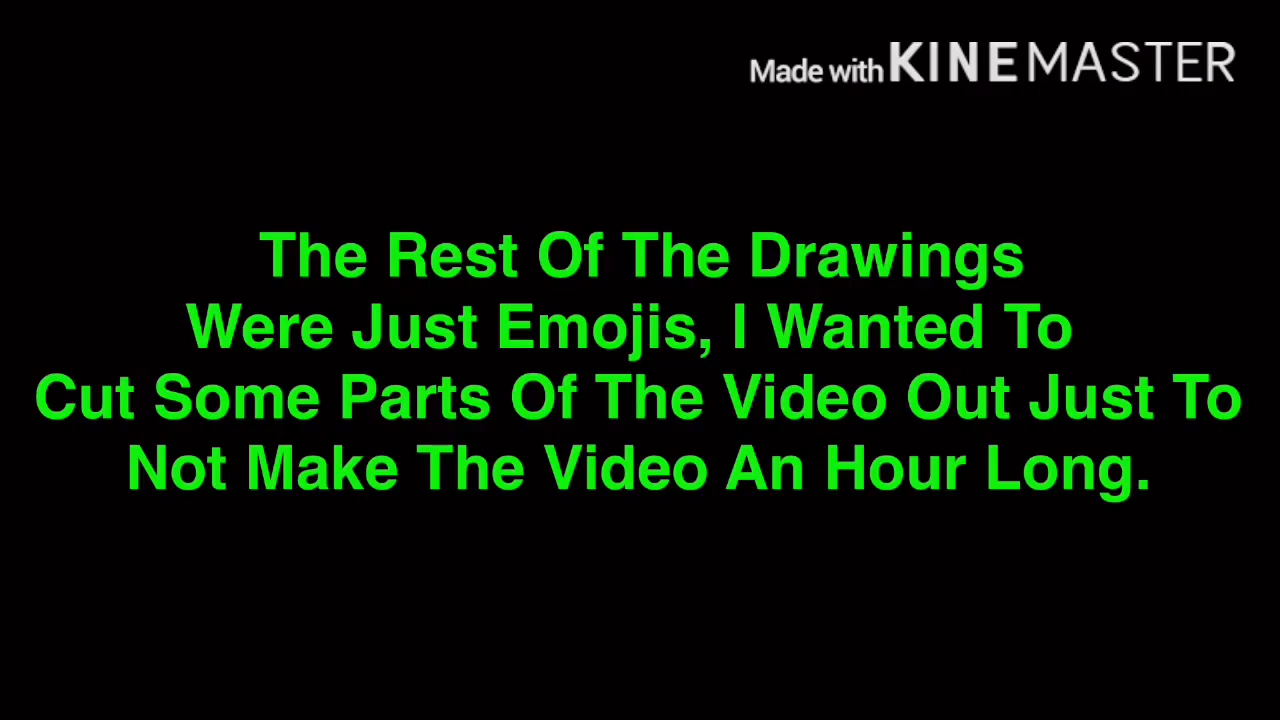 Made with KINEMASTER
The Rest Of The Drawings
Were Just Emojis, I Wanted To
Cut Some Parts Of The Video Out Just To
Not Make The Video An Hour Long.